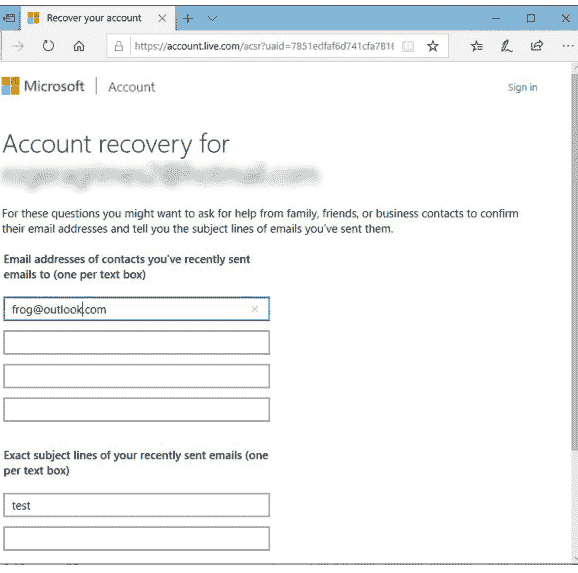 Recover your account
https://account.live.com/acsr?uaid=7851edfaf6d741cfa7816
Microsoft | Account
Sign in
Account recovery for
For these questions you might want to ask for help from family, friends, or business contacts to confirm
their email addresses and tell you the subject lines of emails you've sent them.
Email addresses of contacts you've recently sent
emails to (one per text box)
frog@outlook.com
Exact subject lines of your recently sent emails (one
per text box)
test